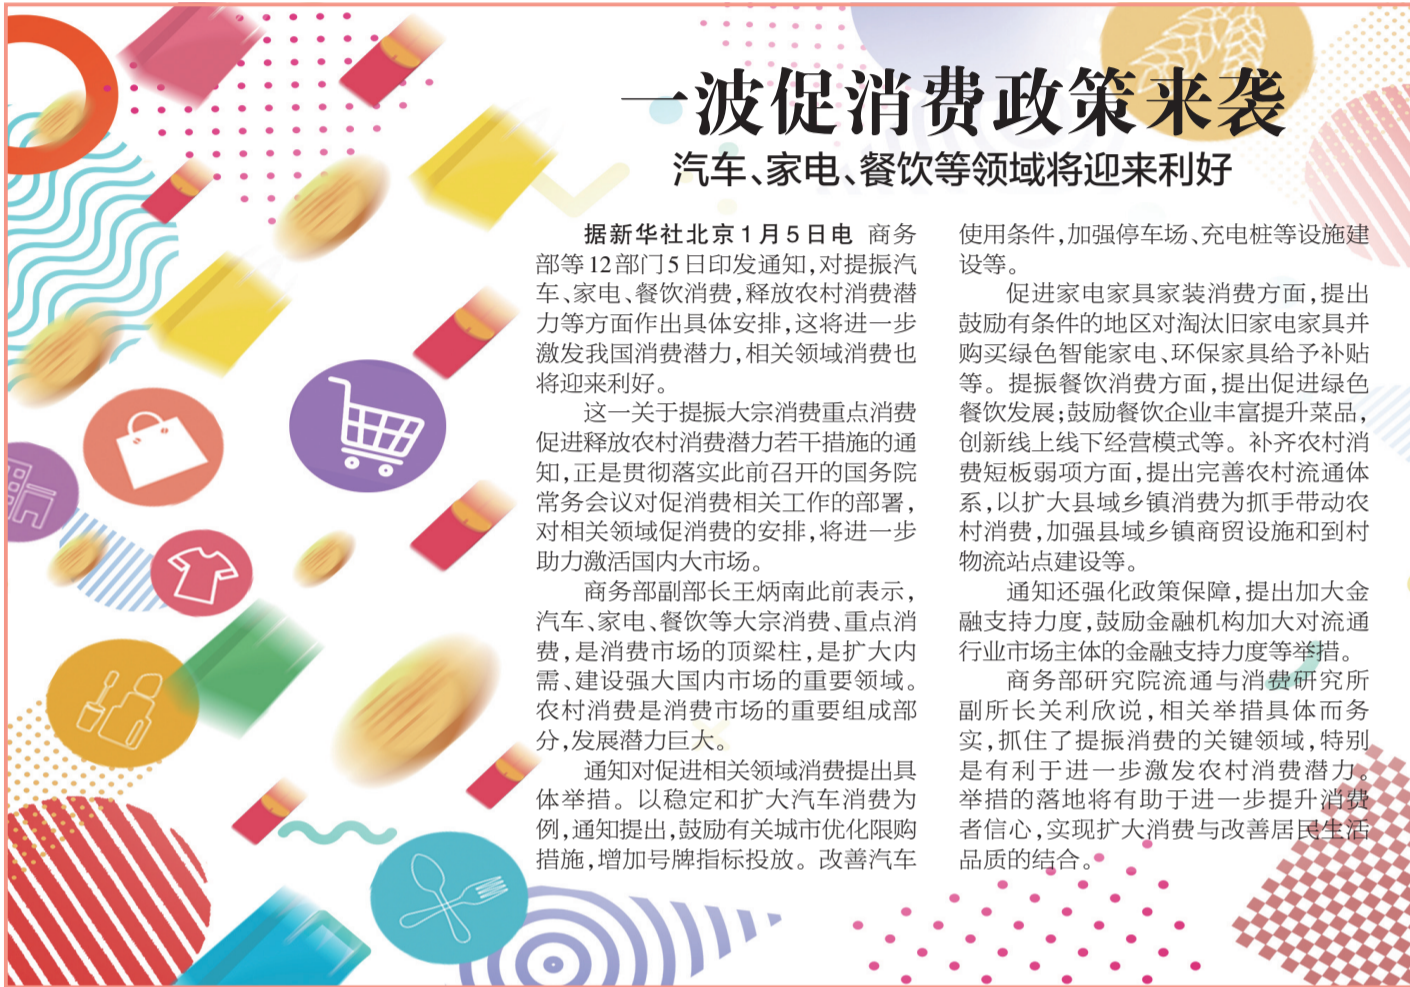 一波促消费政策来袭
汽车、家电、餐饮等领域将迎来利好
据新华社北京1月5日电 商务
部等12部门5日印发通知,对提振汽
车、家电、餐饮消费,释放农村消费潜
力等方面作出具体安排,这将进一步
激发我国消费潜力,相关领域消费也
将迎来利好。
这一关于提振大宗消费重点消费
促进释放农村消费潜力若干措施的通
知,正是贯彻落实此前召开的国务院
常务会议对促消费相关工作的部署,
对相关领域促消费的安排,将进一步
助力激活国内大市场。
商务部副部长王炳南此前表示,
汽车、家电、餐饮等大宗消费、重点消
费,是消费市场的顶梁柱,是扩大内
需、建设强大国内市场的重要领域。
农村消费是消费市场的重要组成部
分,发展潜力巨大。
通知对促进相关领域消费提出具
体举措。以稳定和扩大汽车消费为
例,通知提出,鼓励有关城市优化限购
措施,增加号牌指标投放。改善汽车
使用条件,加强停车场、充电桩等设施建
设等。
促进家电家具家装消费方面,提出
鼓励有条件的地区对淘汰旧家电家具并
购买绿色智能家电、环保家具给予补贴
等。提振餐饮消费方面,提出促进绿色
餐饮发展;鼓励餐饮企业丰富提升菜品,
创新线上线下经营模式等。补齐农村消
费短板弱项方面,提出完善农村流通体
系,以扩大县域乡镇消费为抓手带动农
村消费,加强县域乡镇商贸设施和到村
物流站点建设等。
通知还强化政策保障,提出加大金
融支持力度,鼓励金融机构加大对流通
行业市场主体的金融支持力度等举措。
商务部研究院流通与消费研究所
副所长关利欣说,相关举措具体而务
实,抓住了提振消费的关键领域,特别
是有利于进一步激发农村消费潜力。
举措的落地将有助于进一步提升消费
者信心,实现扩大消费与改善居民生活
品质的结合。